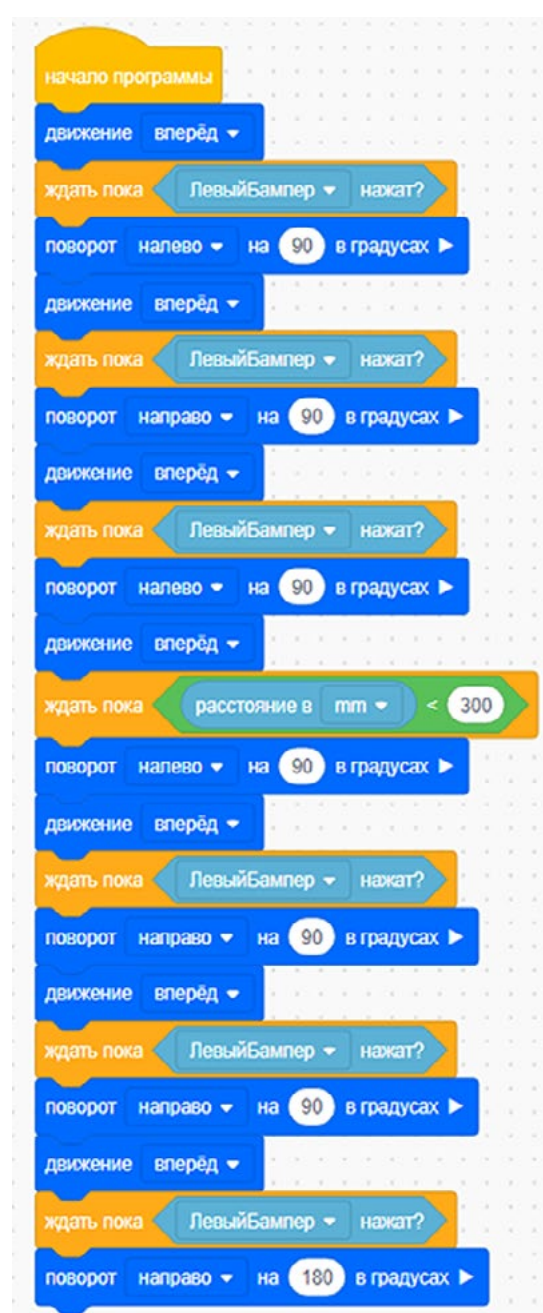 начало программы
движение вперёд
ждать пока ЛевыйБампер нажат?
поворот налево на 90 в градусах
движение вперёд
ждать пока ЛевыйБампер нажат?
поворот направо на 90 в градусах
движение вперёд
ждать пока ЛевыйБампер нажат?
поворот налево на 90 в градусах
движение вперёд
ждать пока расстояние в mm < 300
поворот налево на 90 в градусах
движение вперёд
ждать пока ЛевыйБампер нажат?
поворот направо на 90 в градусах
движение вперёд
ждать пока ЛевыйБампер нажат?
поворот направо на 90 в градусах
движение вперёд
ждать пока ЛевыйБампер нажат?
поворот направо на 180 в градусах